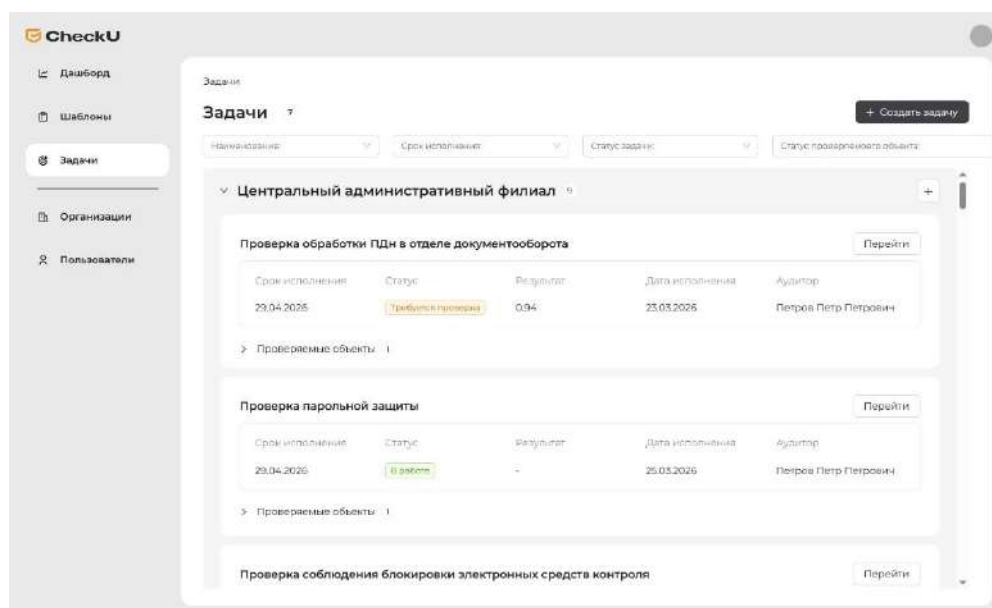 CheckU
Дашборд
Шаблоны
Задачи
Организации
Пользователи
Задачи
Задачи 7
+ Создать задачу
Наименование: Срок исполнения: Статус задачи: Статус проверяемого объекта:
Центральный административный филиал 9
+
Проверка обработки ПДн в отделе документооборота Перейти
Срок исполнения Статус Результат Дата исполнения Аудитор
29.04.2026 Требуется проверка 0.94 23.03.2026 Петров Петр Петрович
Проверяемые объекты 1
Проверка парольной защиты Перейти
Срок исполнения Статус Результат Дата исполнения Аудитор
29.04.2026 В работе - 25.03.2026 Петров Петр Петрович
Проверяемые объекты 1
Проверка соблюдения блокировки электронных средств контроля Перейти